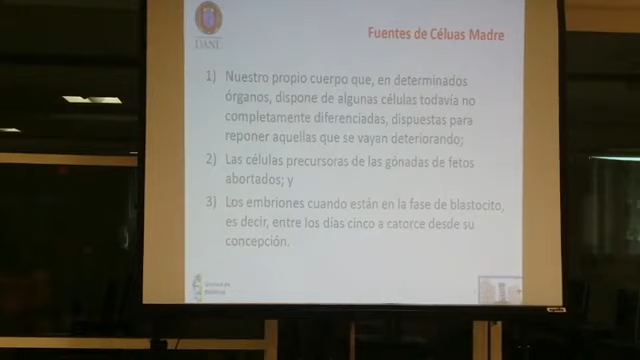 UANL
Fuentes de Céluas Madre
1) Nuestro propio cuerpo que, en determinados
órganos, dispone de algunas células todavía no
completamente diferenciadas, dispuestas para
reponer aquellas que se vayan deteriorando;
2) Las células precursoras de las gónadas de fetos
abortados; y
3) Los embriones cuando están en la fase de blastocito,
es decir, entre los días cinco a catorce desde su
concepción.